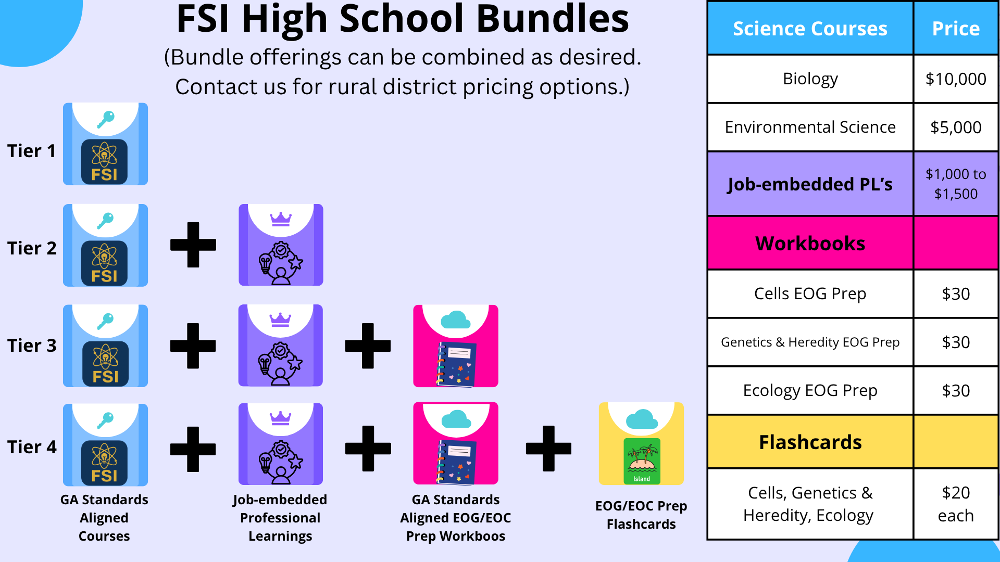 FSI High School Bundles
(Bundle offerings can be combined as desired.
Contact us for rural district pricing options.)
Tier 1
FSI
Tier 2
FSI
Tier 3
FSI
Tier 4
FSI
Island
GA Standards
Aligned
Courses
Job-embedded
Professional
Learnings
GA Standards
Aligned EOG/EOC
Prep Workboos
EOG/EOC Prep
Flashcards
Science Courses Price
Biology $10,000
Environmental Science $5,000
Job-embedded PL’s $1,000 to
$1,500
Workbooks
Cells EOG Prep $30
Genetics & Heredity EOG Prep $30
Ecology EOG Prep $30
Flashcards
Cells, Genetics & $20
Heredity, Ecology each